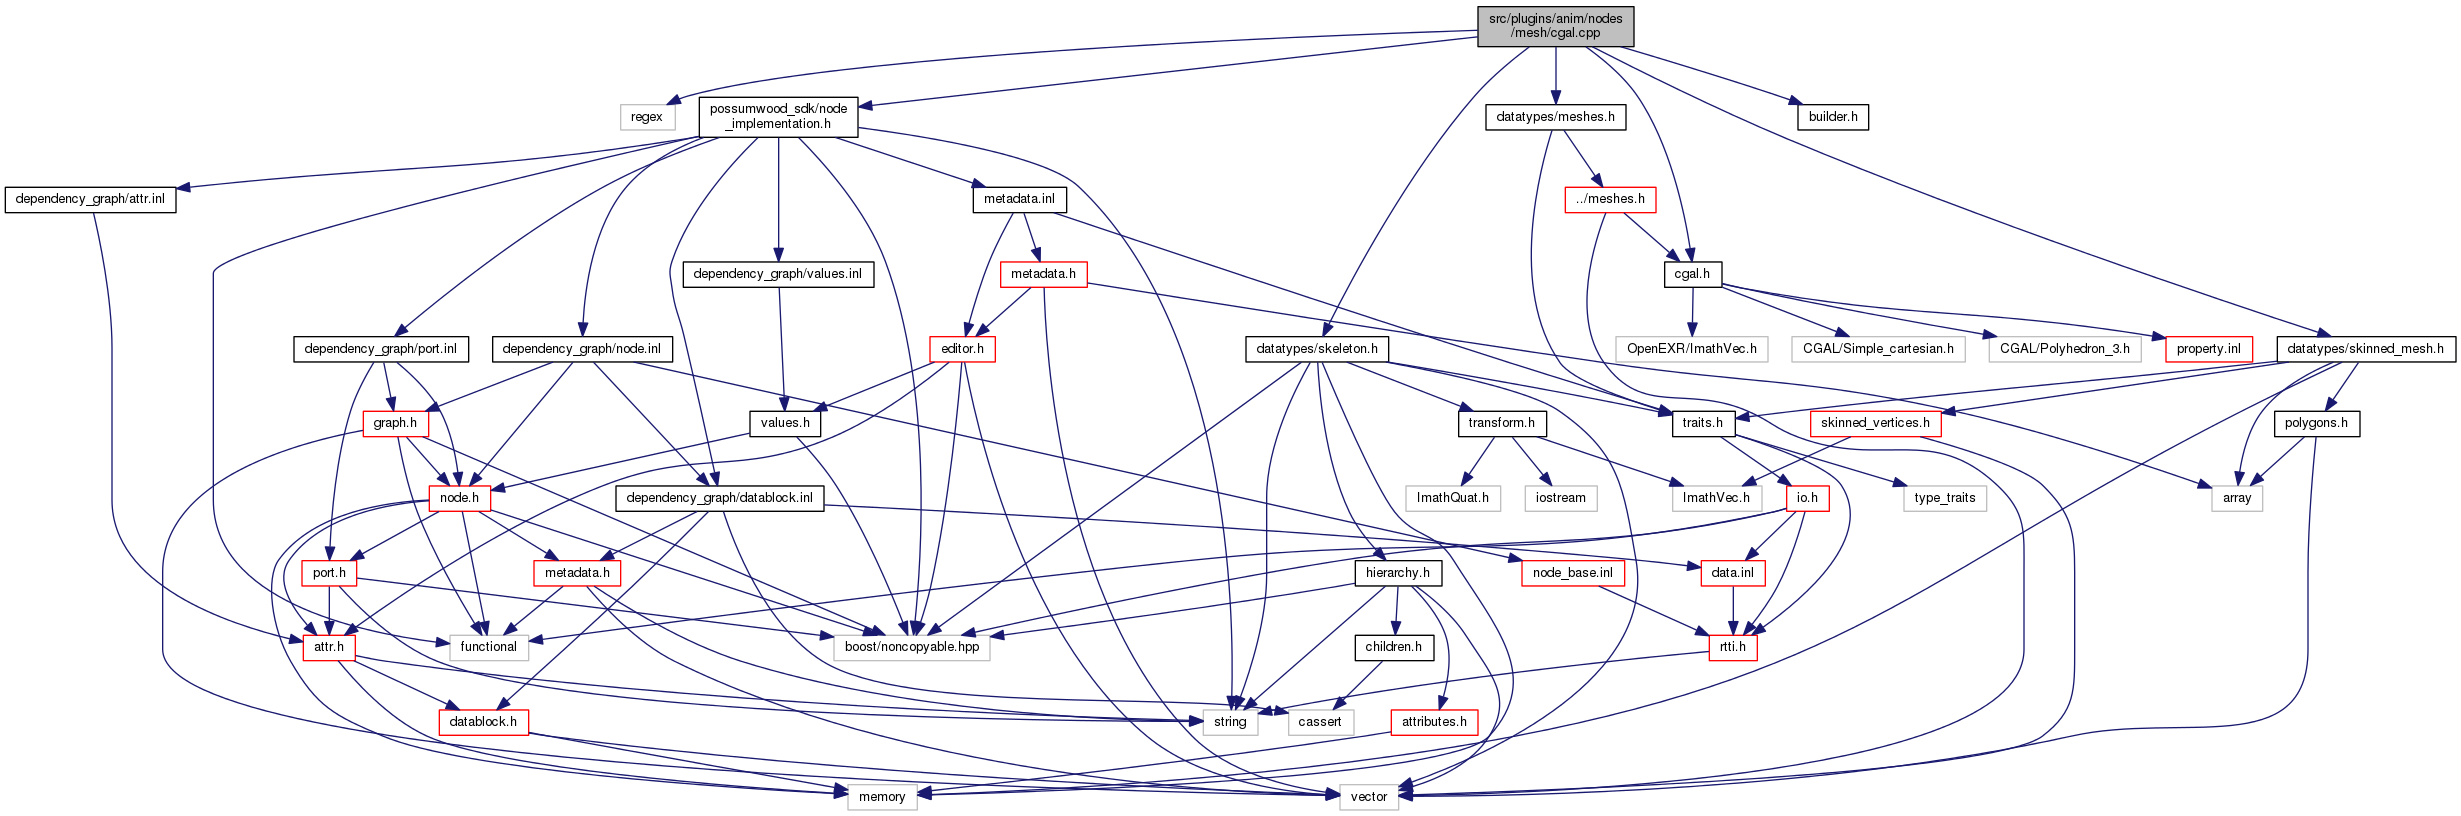 src/plugins/anim/nodes
/mesh/cgal.cpp
regex
possumwood_sdk/node
_implementation.h
datatypes/meshes.h
builder.h
dependency_graph/attr.inl
metadata.inl
../meshes.h
dependency_graph/values.inl
metadata.h
cgal.h
dependency_graph/port.inl
dependency_graph/node.inl
editor.h
datatypes/skeleton.h
OpenEXR/ImathVec.h
CGAL/Simple_cartesian.h
CGAL/Polyhedron_3.h
property.inl
datatypes/skinned_mesh.h
graph.h
values.h
transform.h
traits.h
skinned_vertices.h
polygons.h
node.h
dependency_graph/datablock.inl
ImathQuat.h
iostream
ImathVec.h
io.h
type_traits
array
port.h
metadata.h
hierarchy.h
node_base.inl
data.inl
attr.h
functional
boost/noncopyable.hpp
children.h
rtti.h
datablock.h
string
cassert
attributes.h
memory
vector